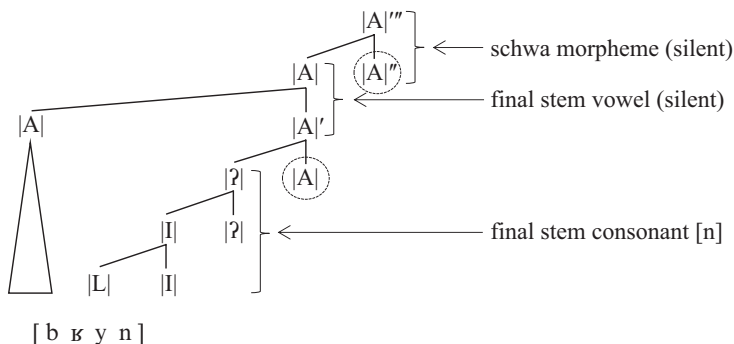 |A|‴
schwa morpheme (silent)
|A| |A|″
final stem vowel (silent)
|A| |A|′
|ʔ| |A|
|I| |ʔ| final stem consonant [n]
|L| |I|
[ b ʁ y n ]